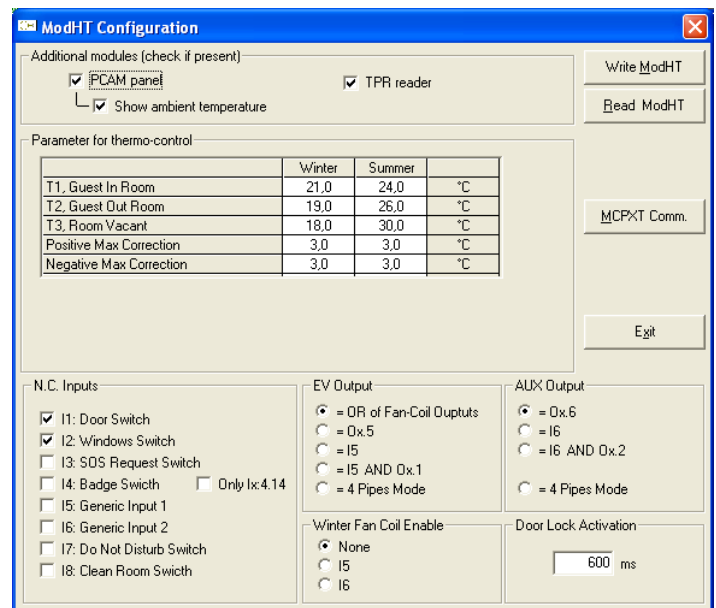 ModHT Configuration
Additional modules (check if present)
PCAM panel
TPR reader
Show ambient temperature
Write ModHT
Read ModHT
Parameter for thermo-control
Winter Summer
T1, Guest In Room 21,0 24,0 °C
T2, Guest Out Room 19,0 26,0 °C
T3, Room Vacant 18,0 30,0 °C
Positive Max Correction 3,0 3,0 °C
Negative Max Correction 3,0 3,0 °C
MCPXT Comm.
Exit
N.C. Inputs
I1: Door Switch
I2: Windows Switch
I3: SOS Request Switch
I4: Badge Swicth Only Ix:4.14
I5: Generic Input 1
I6: Generic Input 2
I7: Do Not Disturb Switch
I8: Clean Room Swicth
EV Output
= OR of Fan-Coil Ouptuts
= Ox.5
= I5
= I5 AND Ox.1
= 4 Pipes Mode
AUX Output
= Ox.6
= I6
= I6 AND Ox.2
= 4 Pipes Mode
Winter Fan Coil Enable
None
I5
I6
Door Lock Activation
600 ms